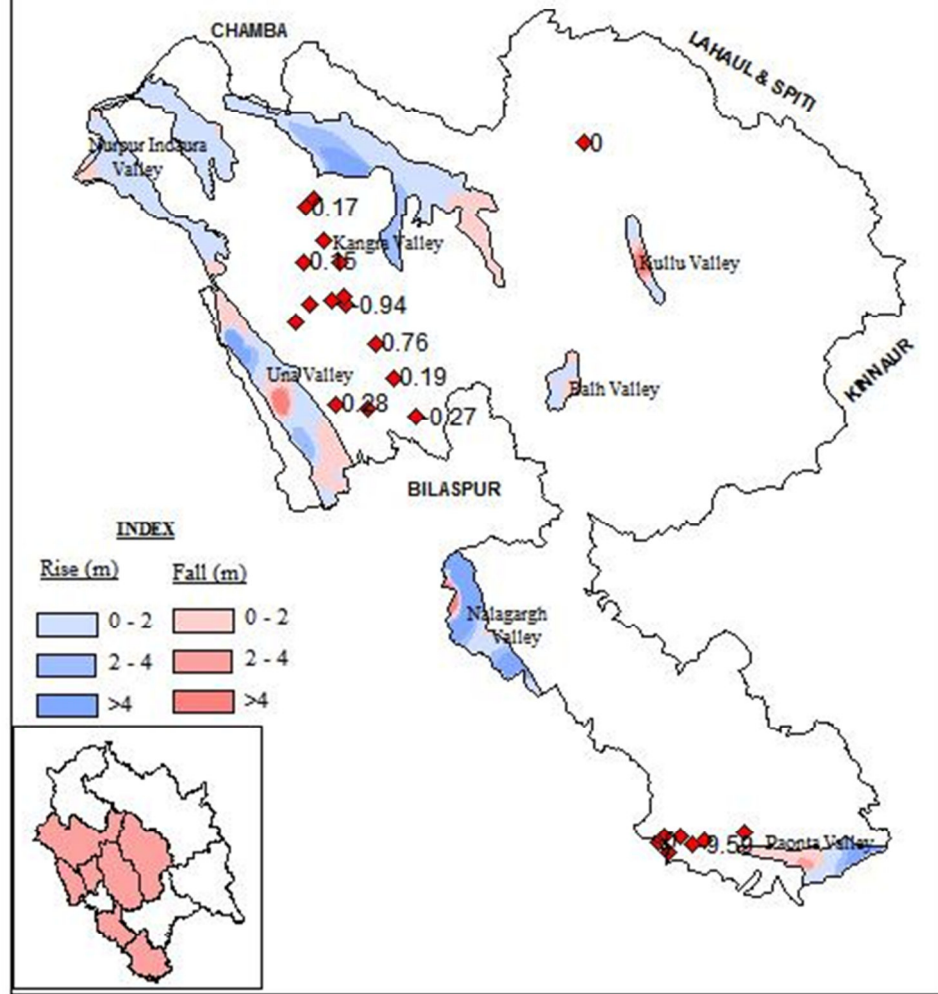 CHAMBA
LAHAUL & SPITI
Nurpur Indaura
Valley
0
0.17
Kangra Valley
Kullu Valley
-0.94
0.76
KINNAUR
Una Valley
0.19
Balh Valley
0.28
-0.27
BILASPUR
INDEX
Rise (m)
Fall (m)
0 - 2
0 - 2
2 - 4
2 - 4
>4
>4
Nalagargh
Valley
Paonta Valley